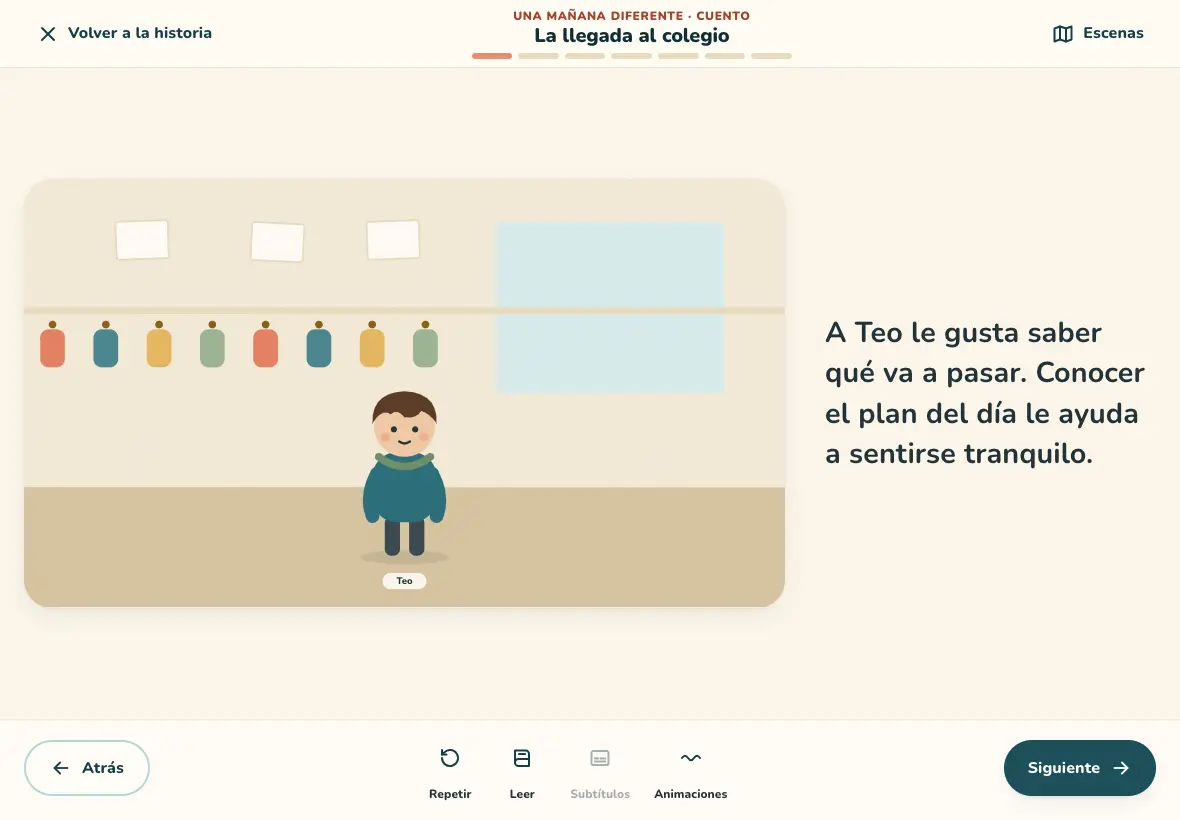 Volver a la historia
UNA MAÑANA DIFERENTE · CUENTO
La llegada al colegio
Escenas
Teo
A Teo le gusta saber
qué va a pasar. Conocer
el plan del día le ayuda
a sentirse tranquilo.
Atrás
Repetir
Leer
Subtítulos
Animaciones
Siguiente